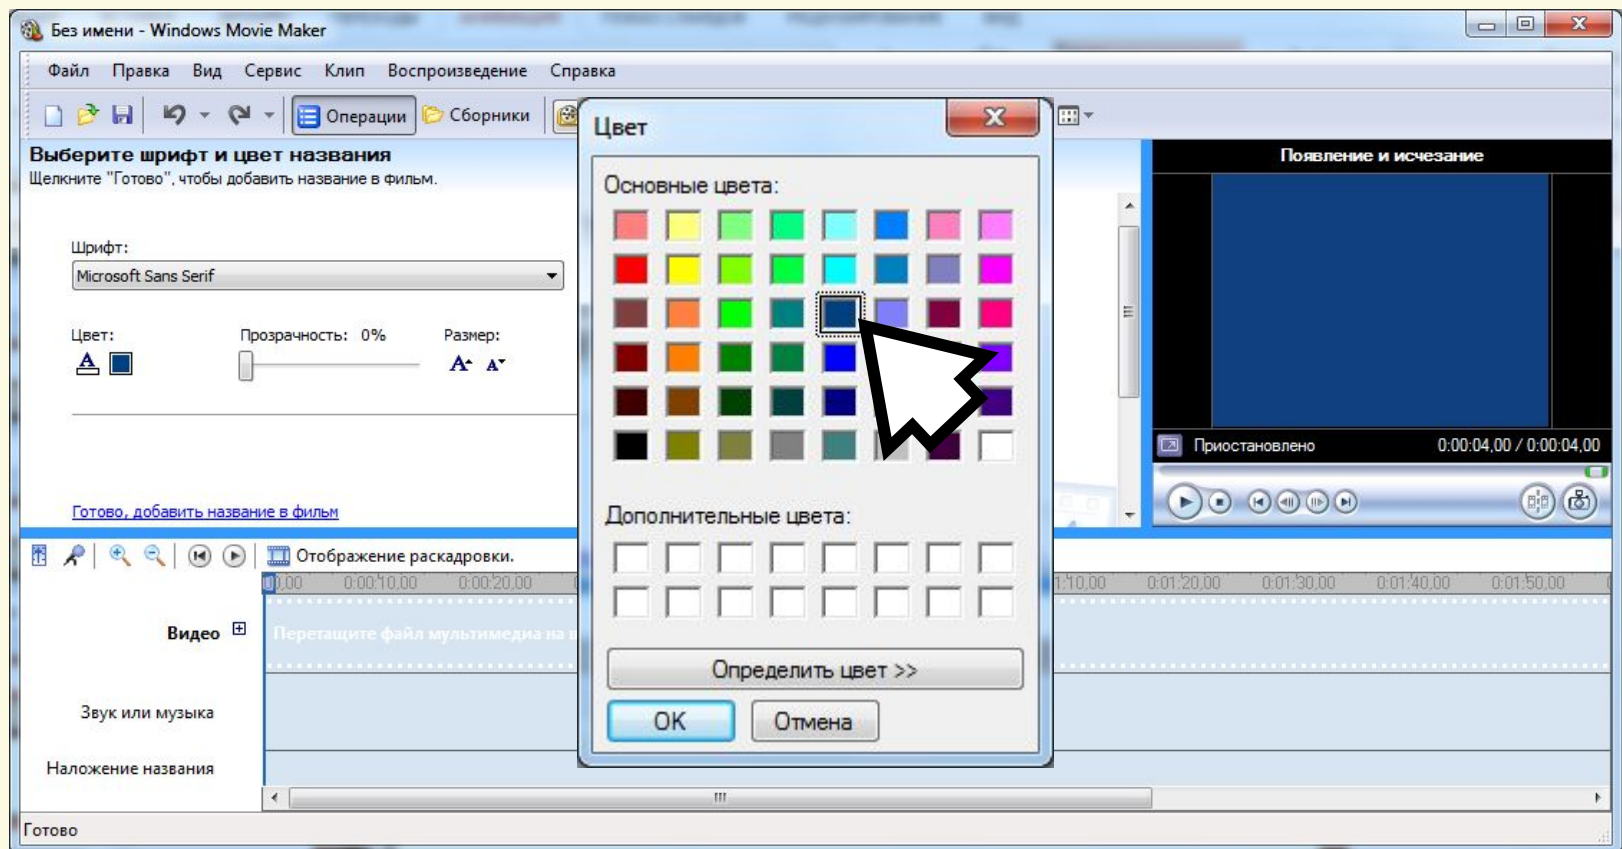 Без имени - Windows Movie Maker
Файл Правка Вид Сервис Клип Воспроизведение Справка
Операции Сборники
Выберите шрифт и цвет названия
Щелкните "Готово", чтобы добавить название в фильм.
Шрифт:
Microsoft Sans Serif
Цвет: Прозрачность: 0% Размер:
Готово, добавить название в фильм
Цвет
Основные цвета:
Дополнительные цвета:
Определить цвет >>
OK Отмена
Появление и исчезание
Приостановлено 0:00:04,00 / 0:00:04,00
Отображение раскадровки.
0:00:10,00 0:00:20,00 0:01:20,00 0:01:30,00 0:01:40,00 0:01:50,00
Видео Перетащите файл мультимедиа на
Звук или музыка
Наложение названия
Готово